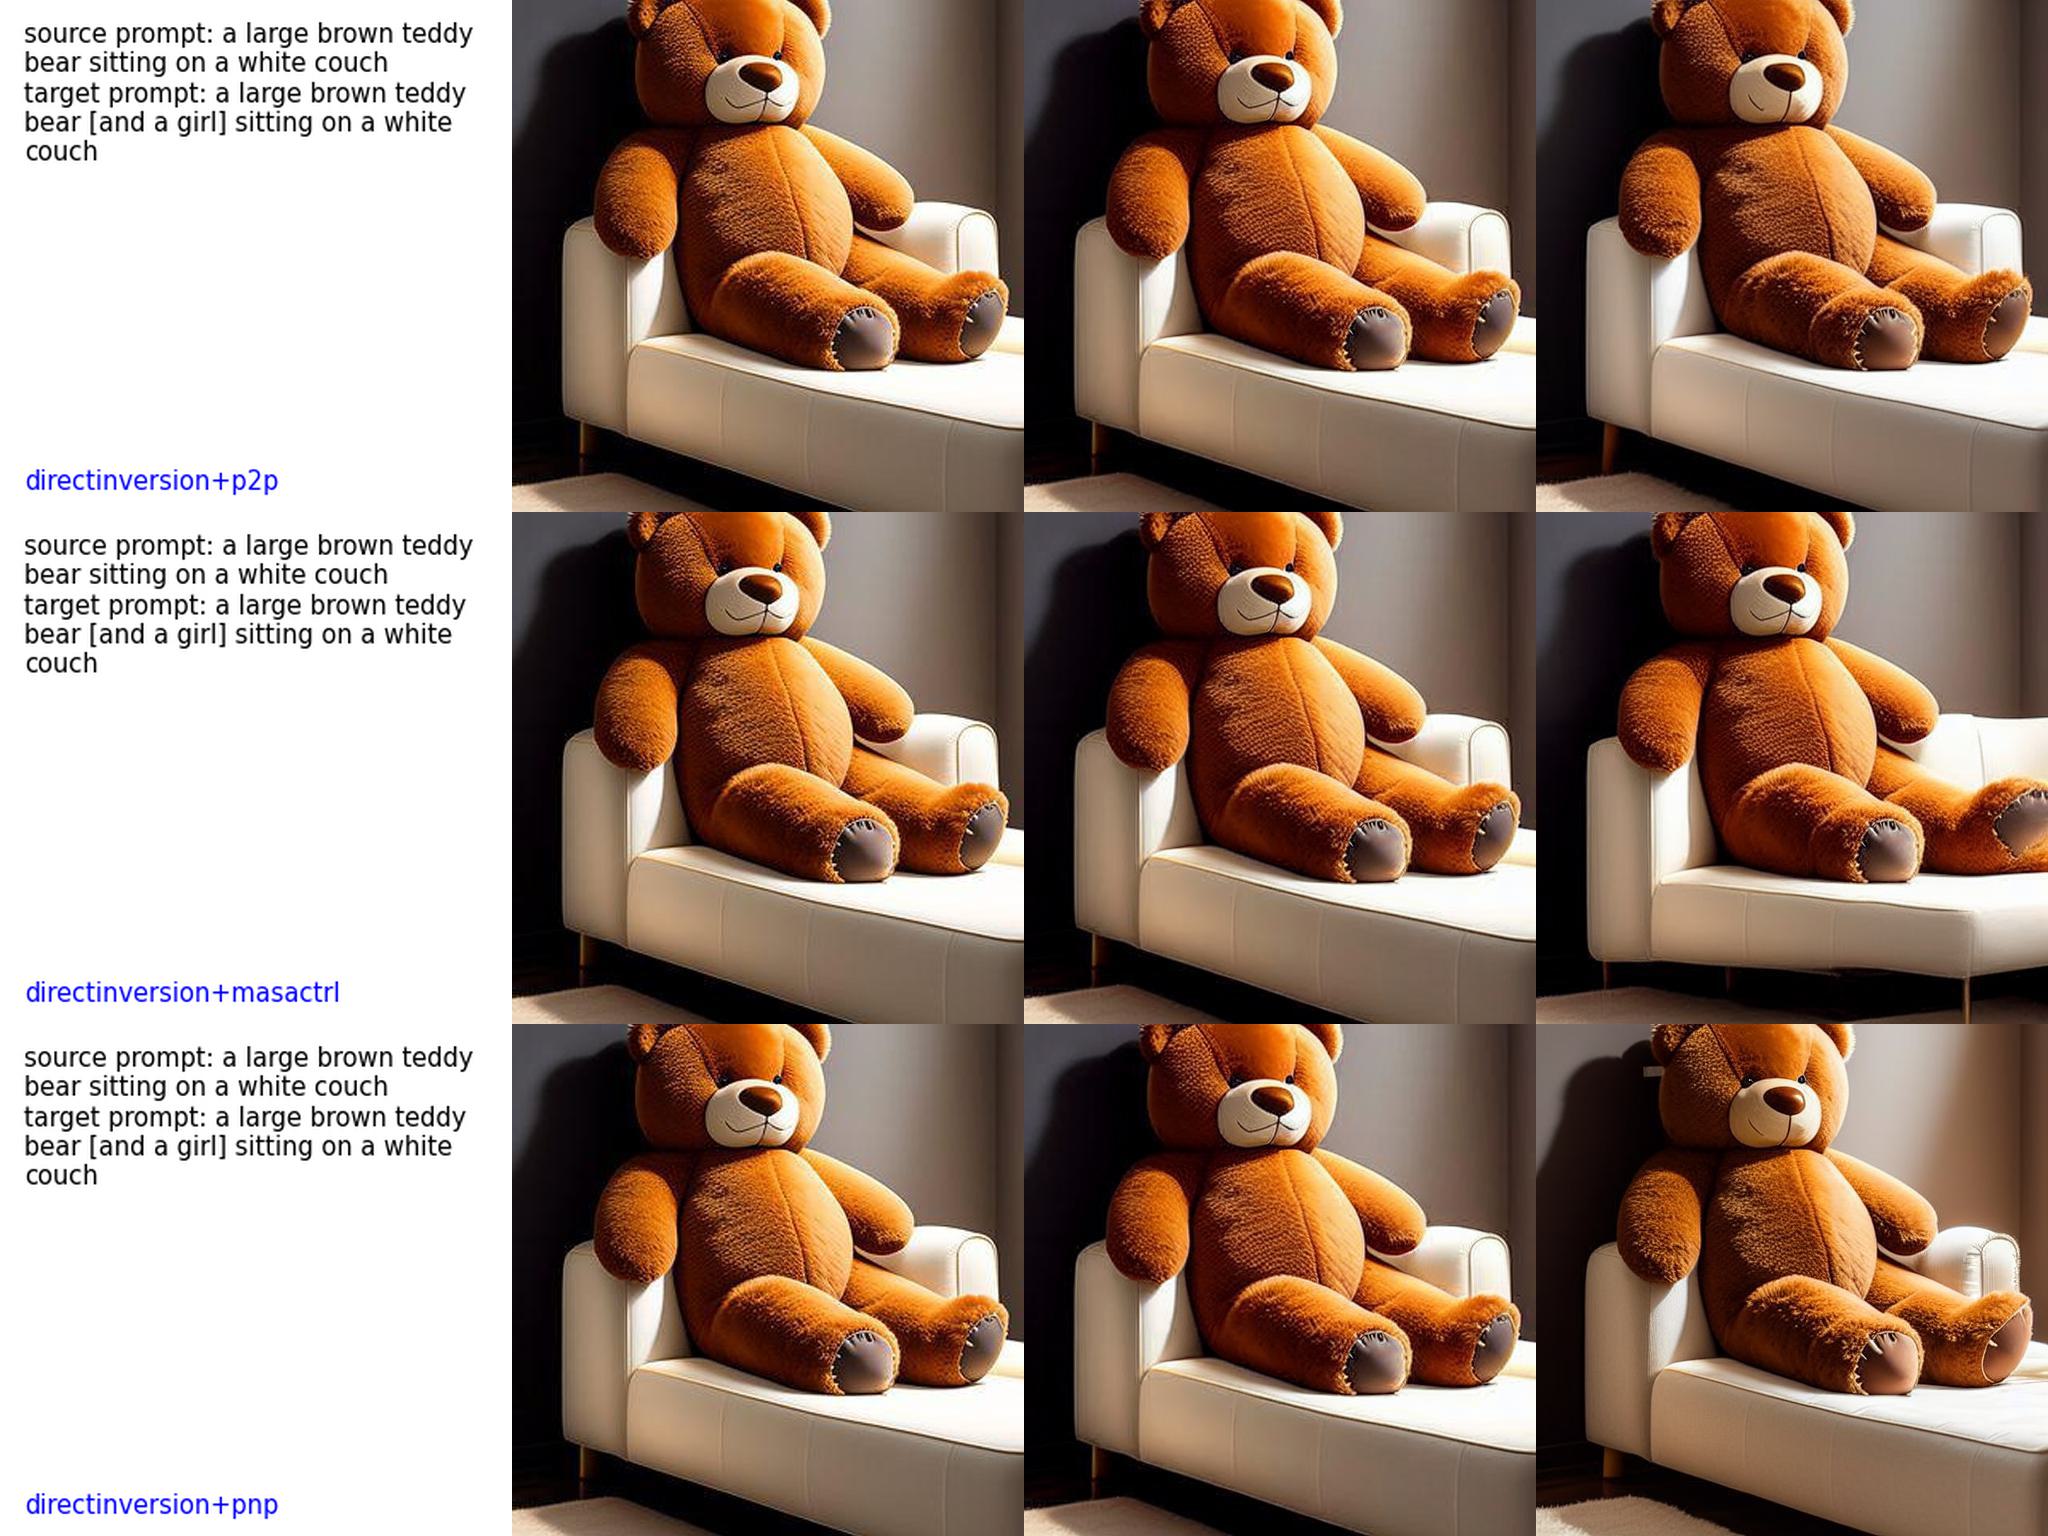 source prompt: a large brown teddy
bear sitting on a white couch
target prompt: a large brown teddy
bear [and a girl] sitting on a white
couch
directinversion+p2p
source prompt: a large brown teddy
bear sitting on a white couch
target prompt: a large brown teddy
bear [and a girl] sitting on a white
couch
directinversion+masactrl
source prompt: a large brown teddy
bear sitting on a white couch
target prompt: a large brown teddy
bear [and a girl] sitting on a white
couch
directinversion+pnp